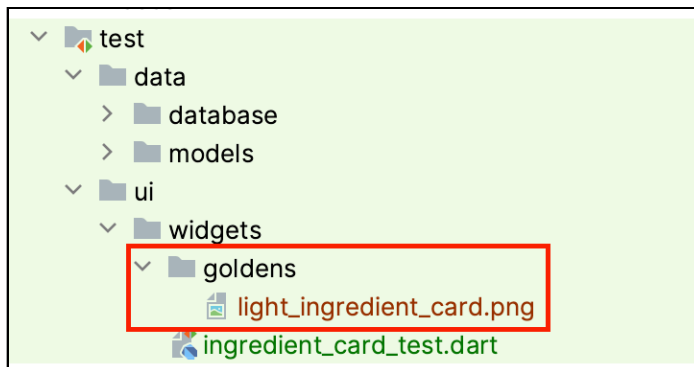 test
data
database
models
ui
widgets
goldens
light_ingredient_card.png
ingredient_card_test.dart